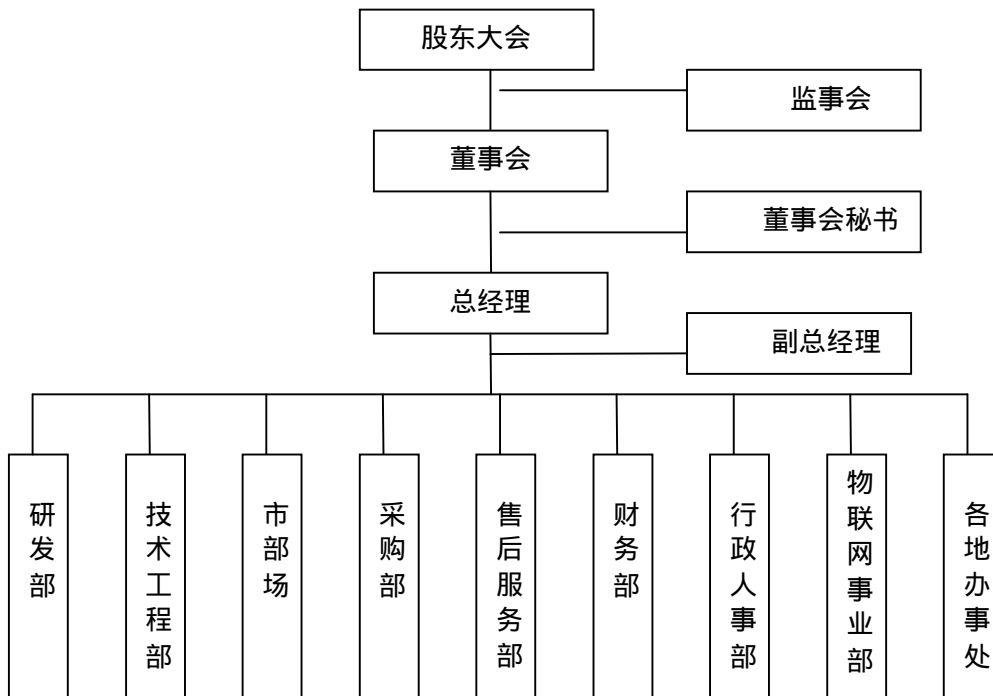 股东大会
监事会
董事会
董事会秘书
总经理
副总经理
研发部
技术工程部
市部场
采购部
售后服务部
财务部
行政人事部
物联网事业部
各地办事处